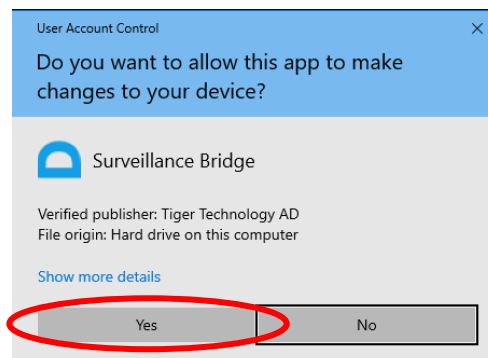 User Account Control
Do you want to allow this app to make
changes to your device?
Surveillance Bridge
Verified publisher: Tiger Technology AD
File origin: Hard drive on this computer
Show more details
Yes No